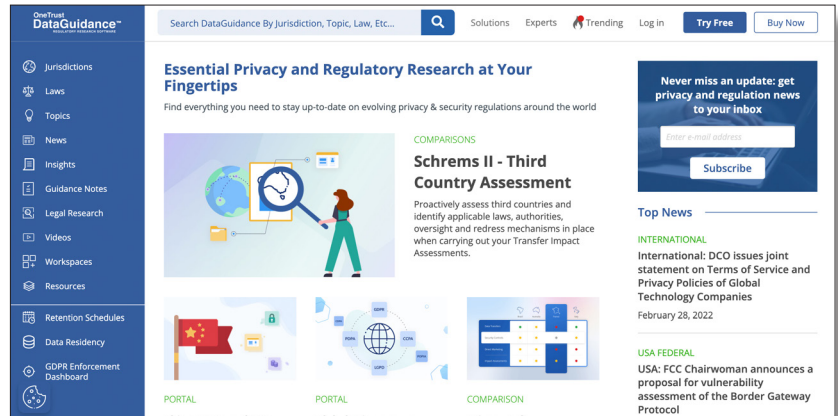 OneTrust
DataGuidance™
REGULATORY RESEARCH SOFTWARE
Search DataGuidance By Jurisdiction, Topic, Law, Etc...
Solutions
Experts
Trending
Log in
Try Free
Buy Now
Jurisdictions
Laws
Topics
News
Insights
Guidance Notes
Legal Research
Videos
Workspaces
Resources
Retention Schedules
Data Residency
GDPR Enforcement
Dashboard
Essential Privacy and Regulatory Research at Your
Fingertips
Find everything you need to stay up-to-date on evolving privacy & security regulations around the world
COMPARISONS
Schrems II - Third
Country Assessment
Proactively assess third countries and
identify applicable laws, authorities,
oversight and redress mechanisms in place
when carrying out your Transfer Impact
Assessments.
GDPR
PDPA
CCPA
LGPD
PORTAL
PORTAL
COMPARISON
Never miss an update: get
privacy and regulation news
to your inbox
Enter e-mail address
Subscribe
Top News
INTERNATIONAL
International: DCO issues joint
statement on Terms of Service and
Privacy Policies of Global
Technology Companies
February 28, 2022
USA FEDERAL
USA: FCC Chairwoman announces a
proposal for vulnerability
assessment of the Border Gateway
Protocol